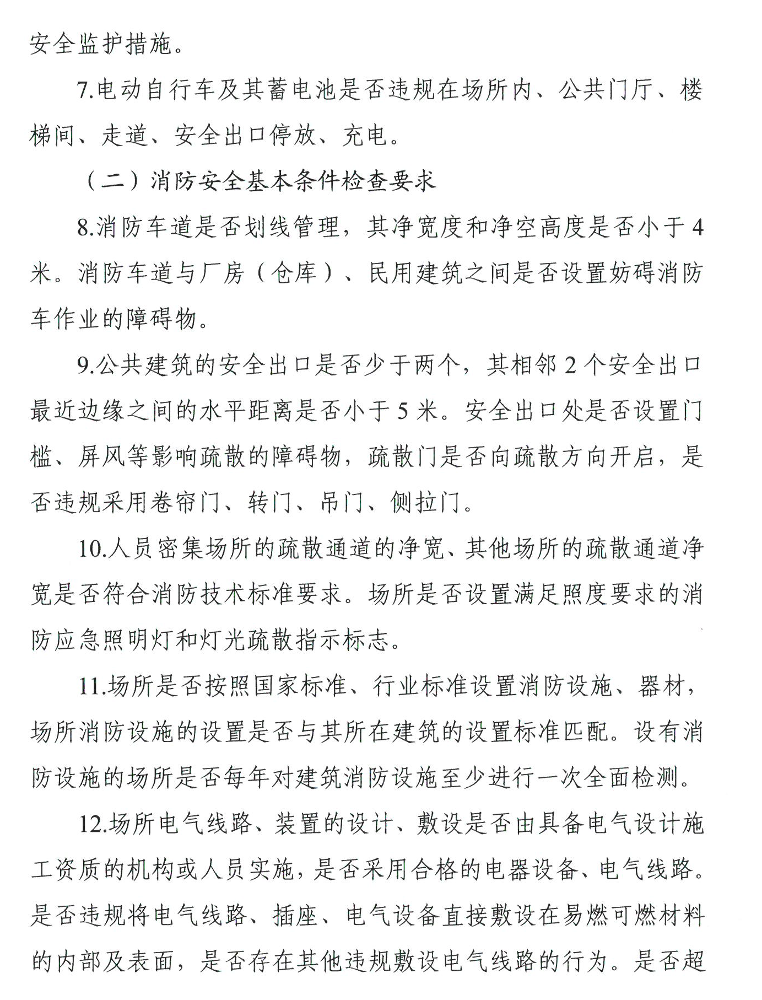 安全监护措施。
7.电动自行车及其蓄电池是否违规在场所内、公共门厅、楼
梯间、走道、安全出口停放、充电。
（二）消防安全基本条件检查要求
8.消防车道是否划线管理，其净宽度和净空高度是否小于 4
米。消防车道与厂房（仓库）、民用建筑之间是否设置妨碍消防
车作业的障碍物。
9.公共建筑的安全出口是否少于两个，其相邻 2 个安全出口
最近边缘之间的水平距离是否小于 5 米。安全出口处是否设置门
槛、屏风等影响疏散的障碍物，疏散门是否向疏散方向开启，是
否违规采用卷帘门、转门、吊门、侧拉门。
10.人员密集场所的疏散通道的净宽、其他场所的疏散通道净
宽是否符合消防技术标准要求。场所是否设置满足照度要求的消
防应急照明灯和灯光疏散指示标志。
11.场所是否按照国家标准、行业标准设置消防设施、器材，
场所消防设施的设置是否与其所在建筑的设置标准匹配。设有消
防设施的场所是否每年对建筑消防设施至少进行一次全面检测。
12.场所电气线路、装置的设计、敷设是否由具备电气设计施
工资质的机构或人员实施，是否采用合格的电器设备、电气线路。
是否违规将电气线路、插座、电气设备直接敷设在易燃可燃材料
的内部及表面，是否存在其他违规敷设电气线路的行为。是否超